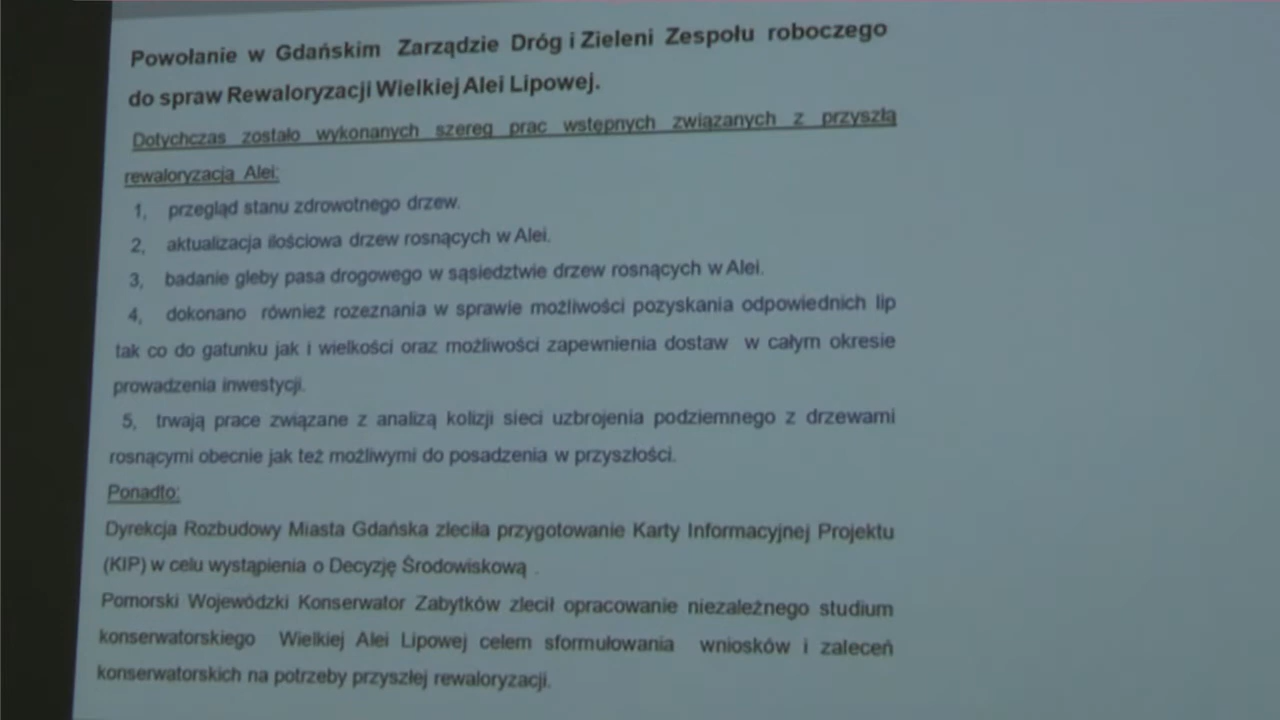 Powołanie w Gdańskim Zarządzie Dróg i Zieleni Zespołu roboczego
do spraw Rewaloryzacji Wielkiej Alei Lipowej.
Dotychczas zostało wykonanych szereg prac wstępnych związanych z przyszłą
rewaloryzacją Alei:
1, przegląd stanu zdrowotnego drzew.
2, aktualizacja ilościowa drzew rosnących w Alei.
3, badanie gleby pasa drogowego w sąsiedztwie drzew rosnących w Alei.
4, dokonano również rozeznania w sprawie możliwości pozyskania odpowiednich lip
tak co do gatunku jak i wielkości oraz możliwości zapewnienia dostaw w całym okresie
prowadzenia inwestycji.
5, trwają prace związane z analizą kolizji sieci uzbrojenia podziemnego z drzewami
rosnącymi obecnie jak też możliwymi do posadzenia w przyszłości.
Ponadto:
Dyrekcja Rozbudowy Miasta Gdańska zleciła przygotowanie Karty Informacyjnej Projektu
(KIP) w celu wystąpienia o Decyzję Środowiskową .
Pomorski Wojewódzki Konserwator Zabytków zlecił opracowanie niezależnego studium
konserwatorskiego Wielkiej Alei Lipowej celem sformułowania wniosków i zaleceń
konserwatorskich na potrzeby przyszłej rewaloryzacji.